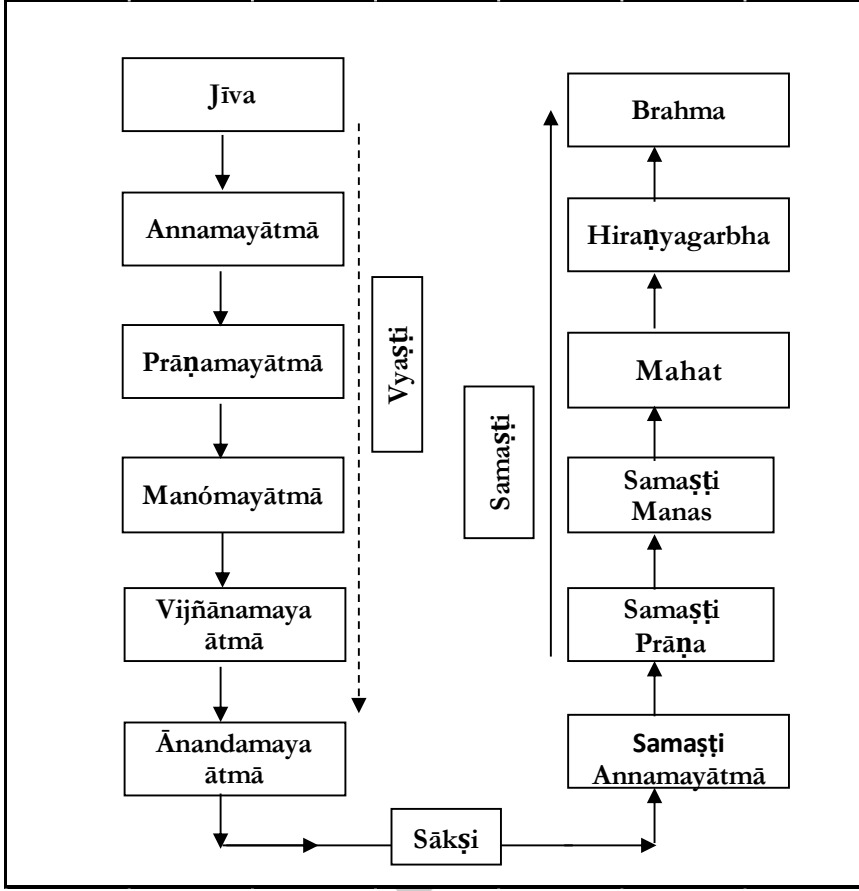 Jīva
Annamayātmā
Prāṇamayātmā
Manómayātmā
Vijñānamaya
ātmā
Ānandamaya
ātmā
Vyaṣṭi
Sākṣi
Samaṣṭi
Brahma
Hiraṇyagarbha
Mahat
Samaṣṭi
Manas
Samaṣṭi
Prāṇa
Samaṣṭi
Annamayātmā